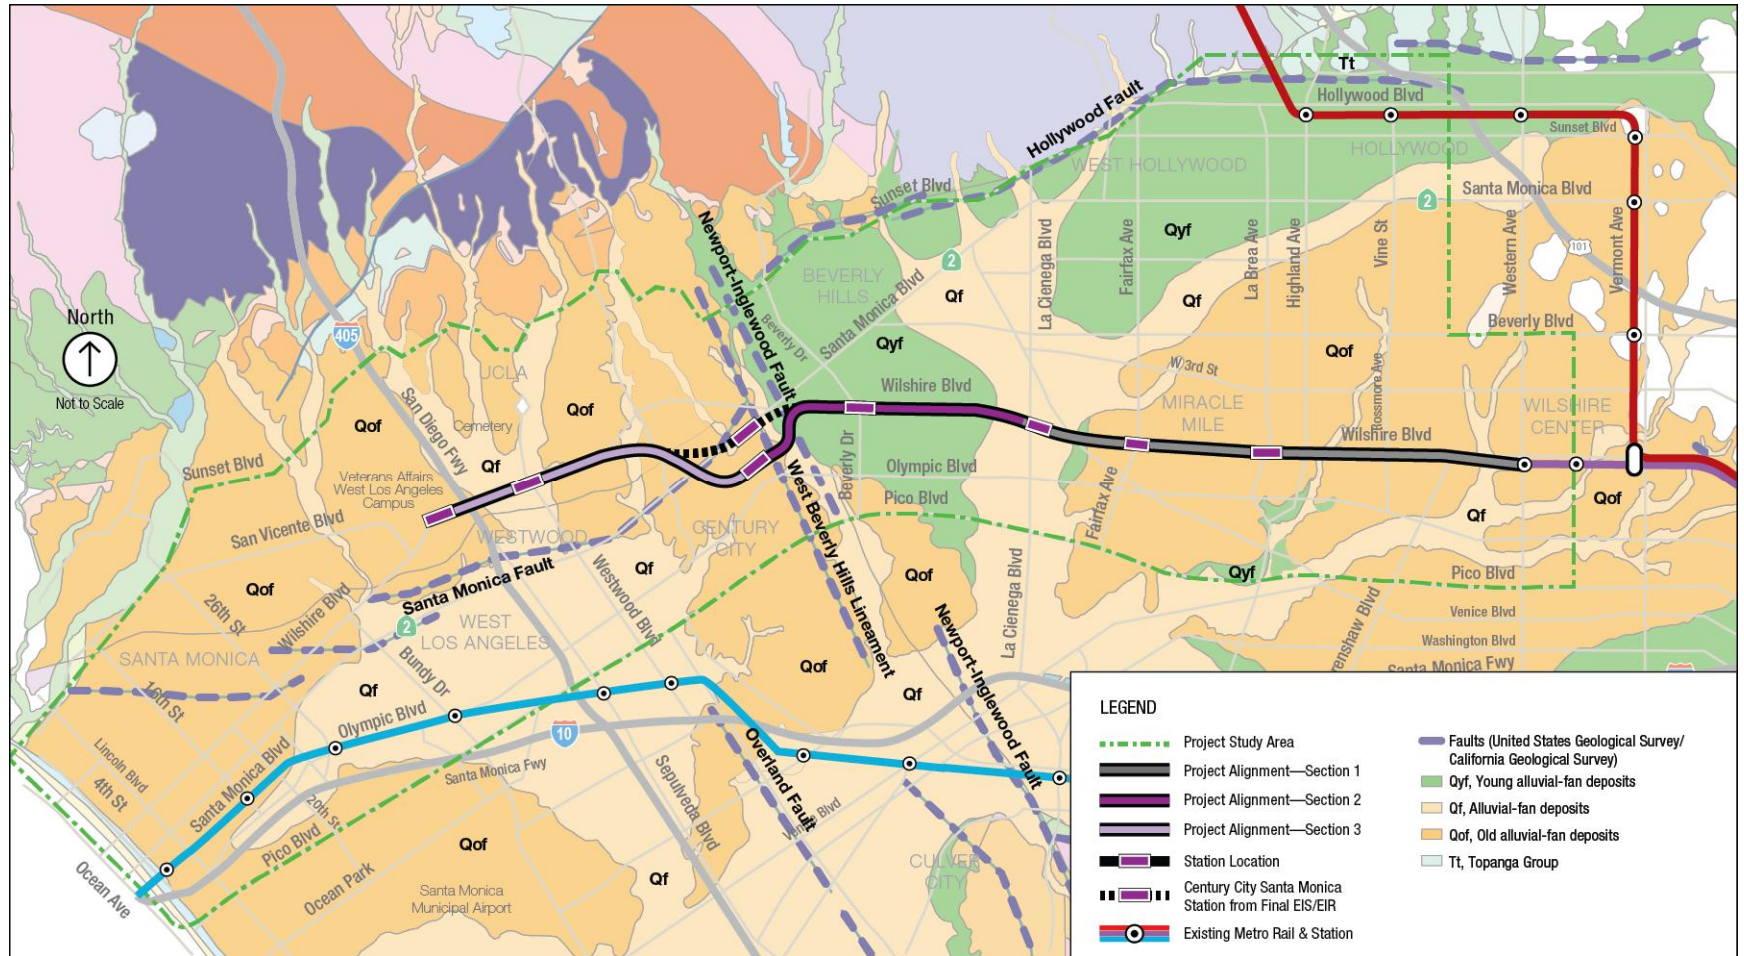 Hollywood Fault
Tt
Hollywood Blvd
Sunset Blvd
WEST HOLLYWOOD
HOLLYWOOD
Sunset Blvd
Santa Monica Blvd
2
Newport-Inglewood Fault
Qyf
La Cienega Blvd
Fairfax Ave
La Brea Ave
Highland Ave
Vine St
Western Ave
101
Vermont Ave
2
BEVERLY
HILLS
Santa Monica Blvd
Qf
Qf
North
Not to Scale
405
Beverly Dr
Qyf
Beverly Blvd
Qof
W 3rd St
Rossmore Ave
UCLA
San Diego Fwy
Wilshire Blvd
Qof
Qof
Cemetery
MIRACLE
MILE
WILSHIRE
CENTER
Wilshire Blvd
Sunset Blvd
Qf
Veterans Affairs
West Los Angeles
Campus
Beverly Dr
Olympic Blvd
Pico Blvd
Fairfax Ave
Qof
Qf
San Vicente Blvd
WESTWOOD
CENTURY
CITY
West Beverly Hills Lineament
Qof
Santa Monica Fault
Qf
Westwood Blvd
Qof
Qyf
Pico Blvd
26th St
Wilshire Blvd
2
WEST
LOS ANGELES
Newport-Inglewood Fault
La Cienega Blvd
Venice Blvd
Washington Blvd
Santa Monica Fwy
SANTA MONICA
16th St
Qf
Bundy Dr
Qof
Qf
Olympic Blvd
10
Overland Fault
Lincoln Blvd
4th St
Santa Monica Blvd
Santa Monica Fwy
20th St
Sepulveda Blvd
Pico Blvd
Qof
CULVER
CITY
Ocean Ave
Ocean Park
Santa Monica
Municipal Airport
Qf
LEGEND
Project Study Area
Project Alignment—Section 1
Project Alignment—Section 2
Project Alignment—Section 3
Station Location
Century City Santa Monica
Station from Final EIS/EIR
Existing Metro Rail & Station
Faults (United States Geological Survey/
California Geological Survey)
Qyf, Young alluvial-fan deposits
Qf, Alluvial-fan deposits
Qof, Old alluvial-fan deposits
Tt, Topanga Group